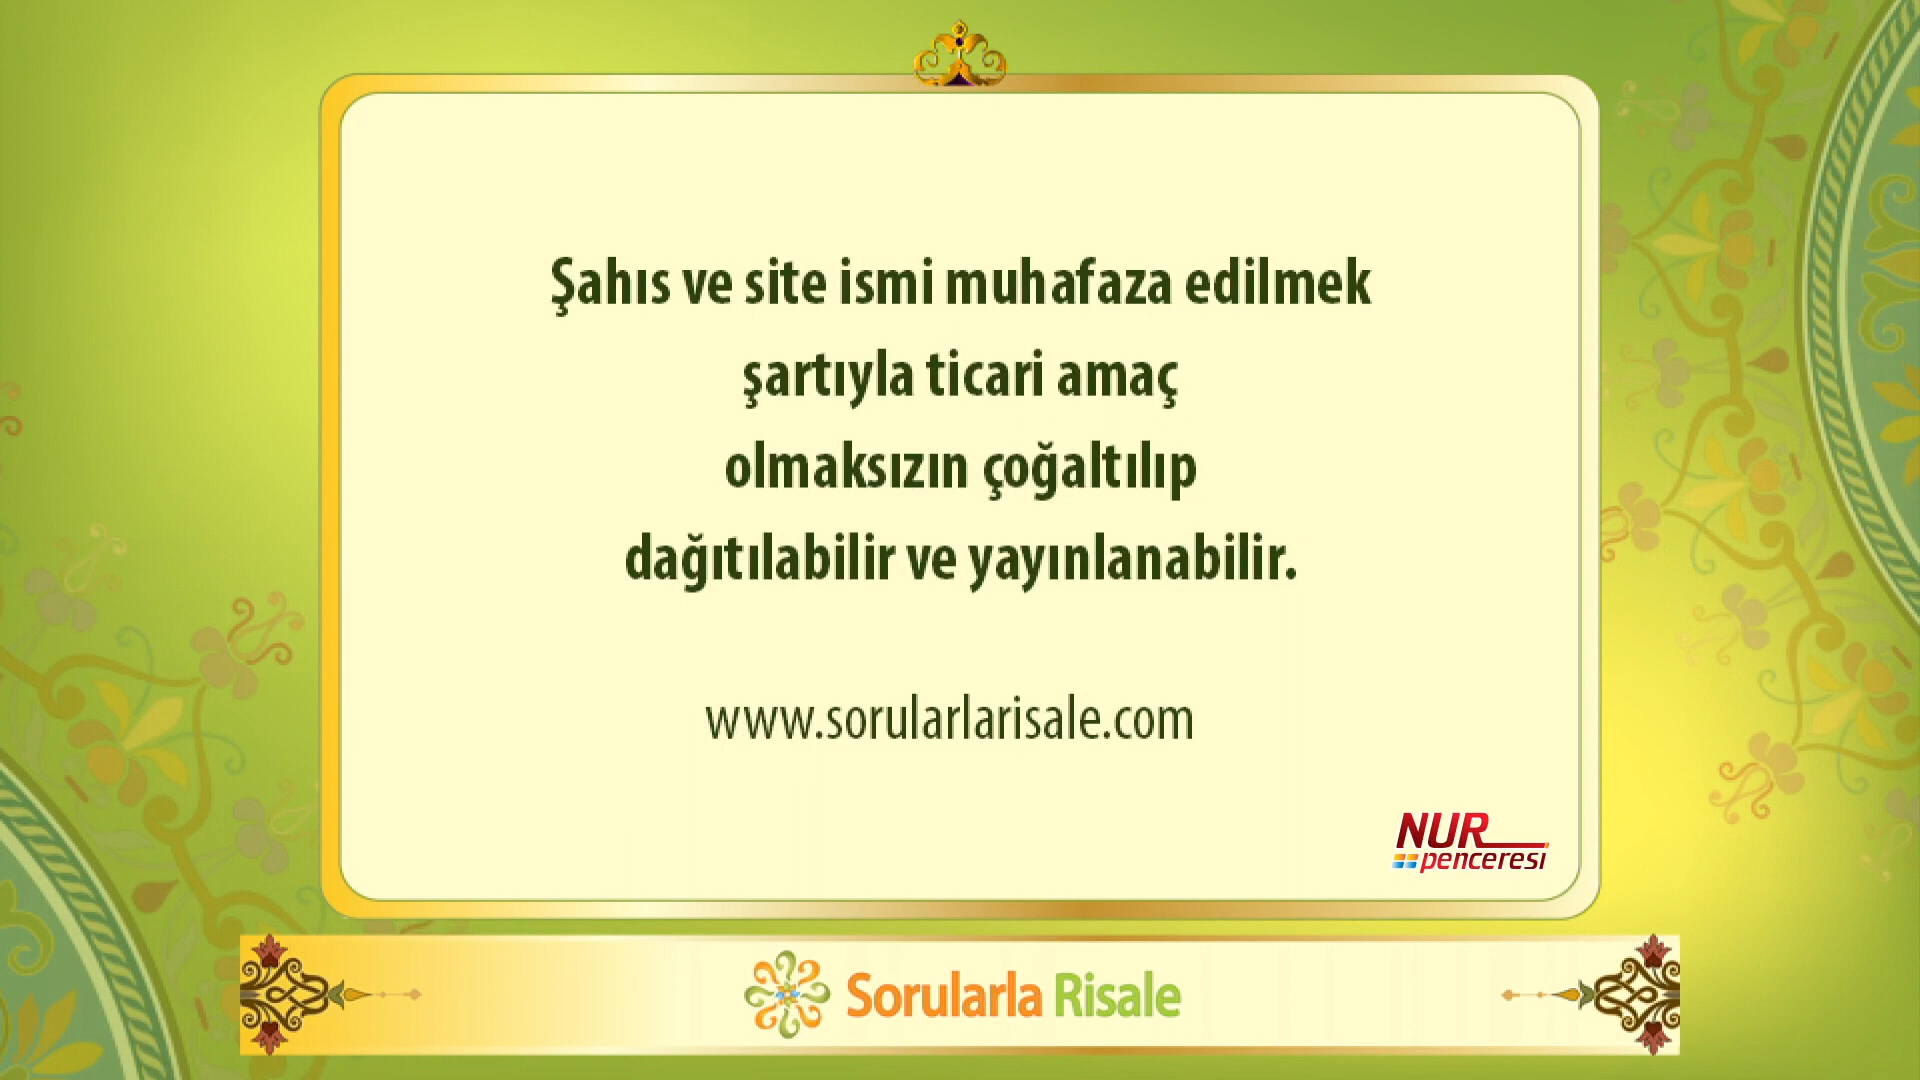 Şahıs ve site ismi muhafaza edilmek
şartıyla ticari amaç
olmaksızın çoğaltılıp
dağıtılabilir ve yayınlanabilir.
www.sorularlarisale.com
NUR
penceresi
Sorularla Risale